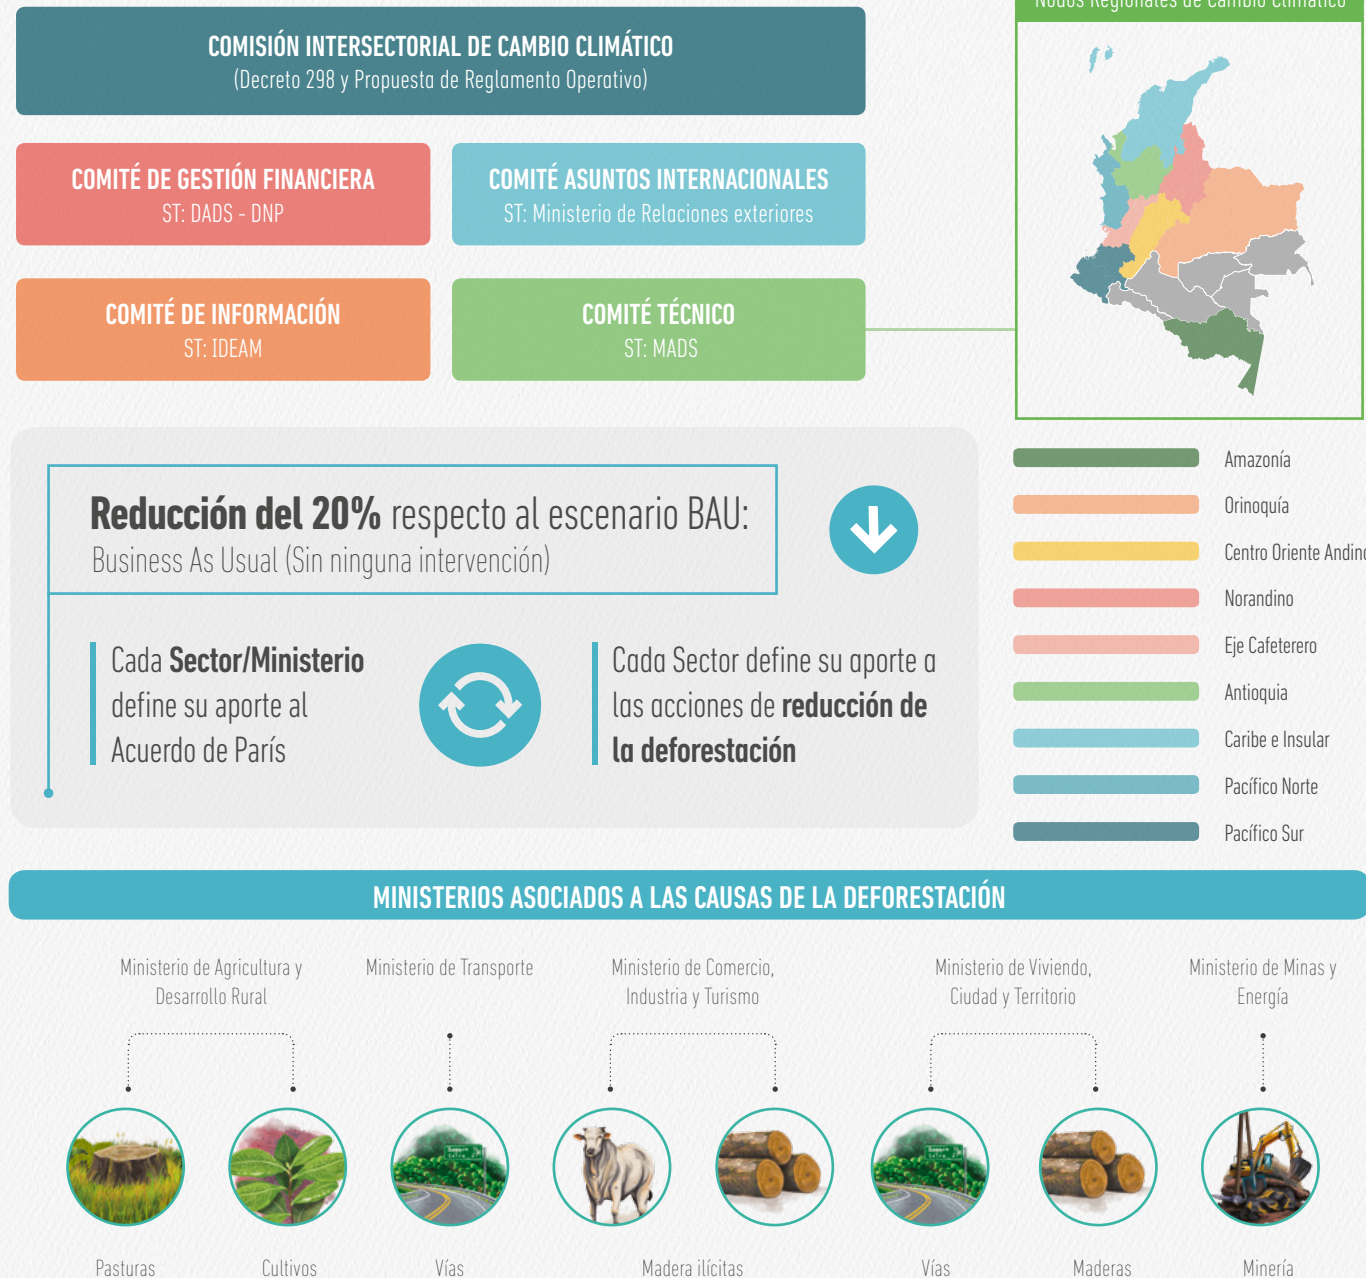 Nodos Regionales de Cambio Climático
COMISIÓN INTERSECTORIAL DE CAMBIO CLIMÁTICO
(Decreto 298 y Propuesta de Reglamento Operativo)
COMITÉ DE GESTIÓN FINANCIERA
ST: DADS - DNP
COMITÉ ASUNTOS INTERNACIONALES
ST: Ministerio de Relaciones exteriores
COMITÉ DE INFORMACIÓN
ST: IDEAM
COMITÉ TÉCNICO
ST: MADS
Reducción del 20% respecto al escenario BAU:
Business As Usual (Sin ninguna intervención)
Cada Sector/Ministerio
define su aporte al
Acuerdo de París
Cada Sector define su aporte a
las acciones de reducción de
la deforestación
Amazonía
Orinoquía
Centro Oriente Andino
Norandino
Eje Cafeterero
Antioquia
Caribe e Insular
Pacífico Norte
Pacífico Sur
MINISTERIOS ASOCIADOS A LAS CAUSAS DE LA DEFORESTACIÓN
Ministerio de Agricultura y
Desarrollo Rural
Ministerio de Transporte
Ministerio de Comercio,
Industria y Turismo
Ministerio de Viviendo,
Ciudad y Territorio
Ministerio de Minas y
Energía
Pasturas
Cultivos
Vías
Madera ilícitas
Vías
Maderas
Minería